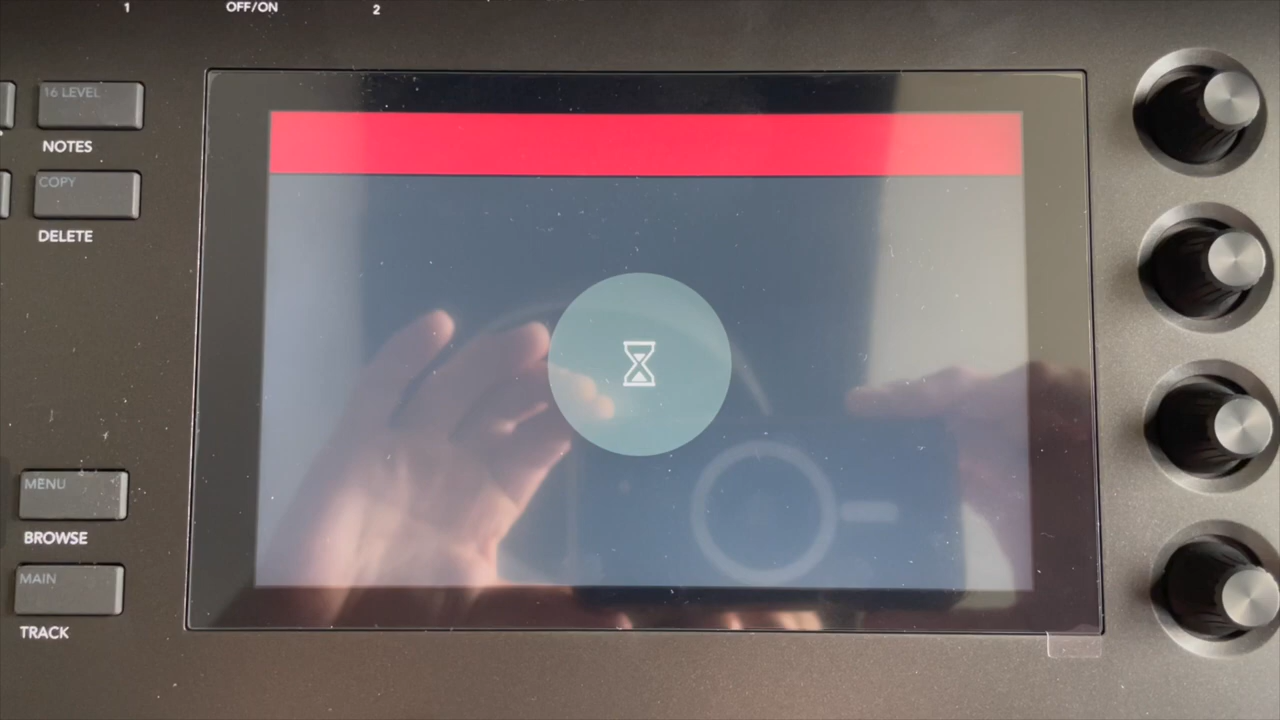 1
OFF/ON
2
16 LEVEL
NOTES
COPY
DELETE
MENU
BROWSE
MAIN
TRACK